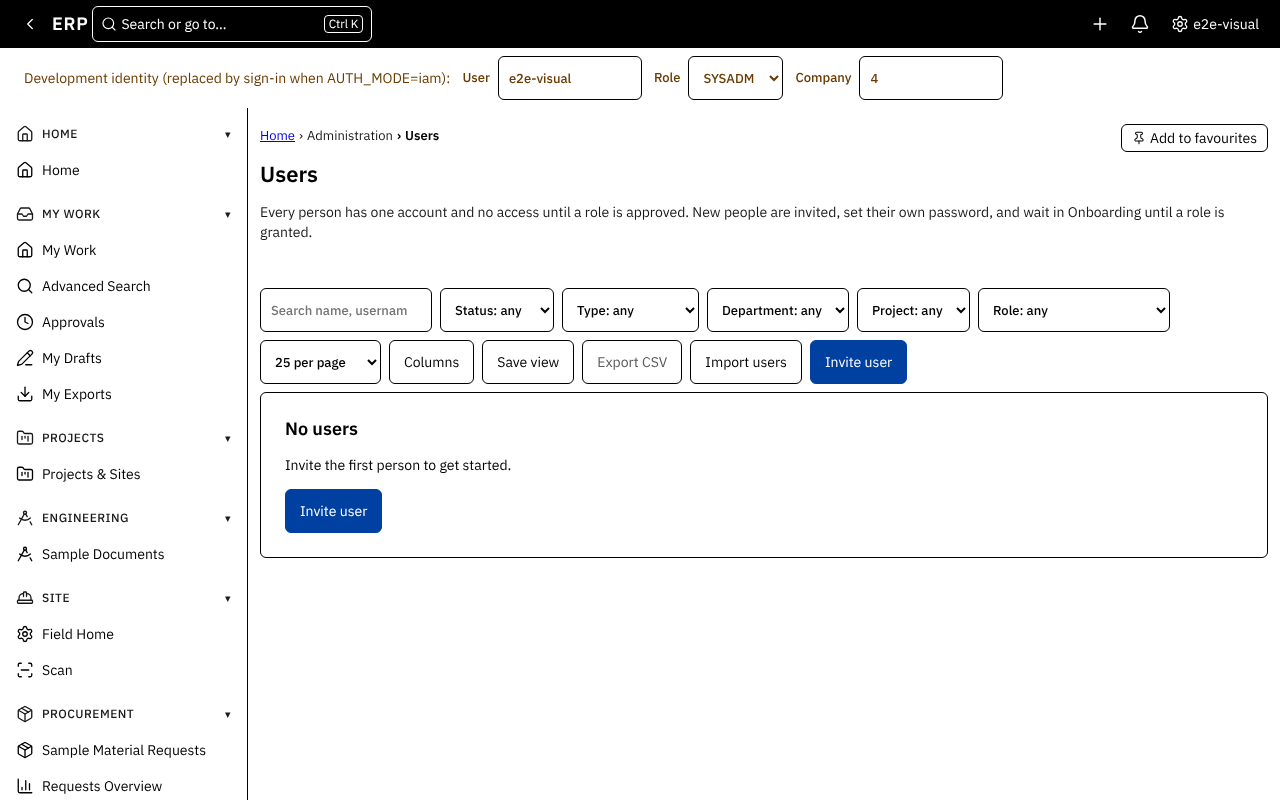 ERP Search or go to... Ctrl K e2e-visual
Development identity (replaced by sign-in when AUTH_MODE=iam): User e2e-visual Role SYSADM Company 4
HOME
Home
MY WORK
My Work
Advanced Search
Approvals
My Drafts
My Exports
PROJECTS
Projects & Sites
ENGINEERING
Sample Documents
SITE
Field Home
Scan
PROCUREMENT
Sample Material Requests
Requests Overview
Home › Administration › Users
Add to favourites
Users
Every person has one account and no access until a role is approved. New people are invited, set their own password, and wait in Onboarding until a role is
granted.
Search name, usernam Status: any Type: any Department: any Project: any Role: any
25 per page Columns Save view Export CSV Import users Invite user
No users
Invite the first person to get started.
Invite user